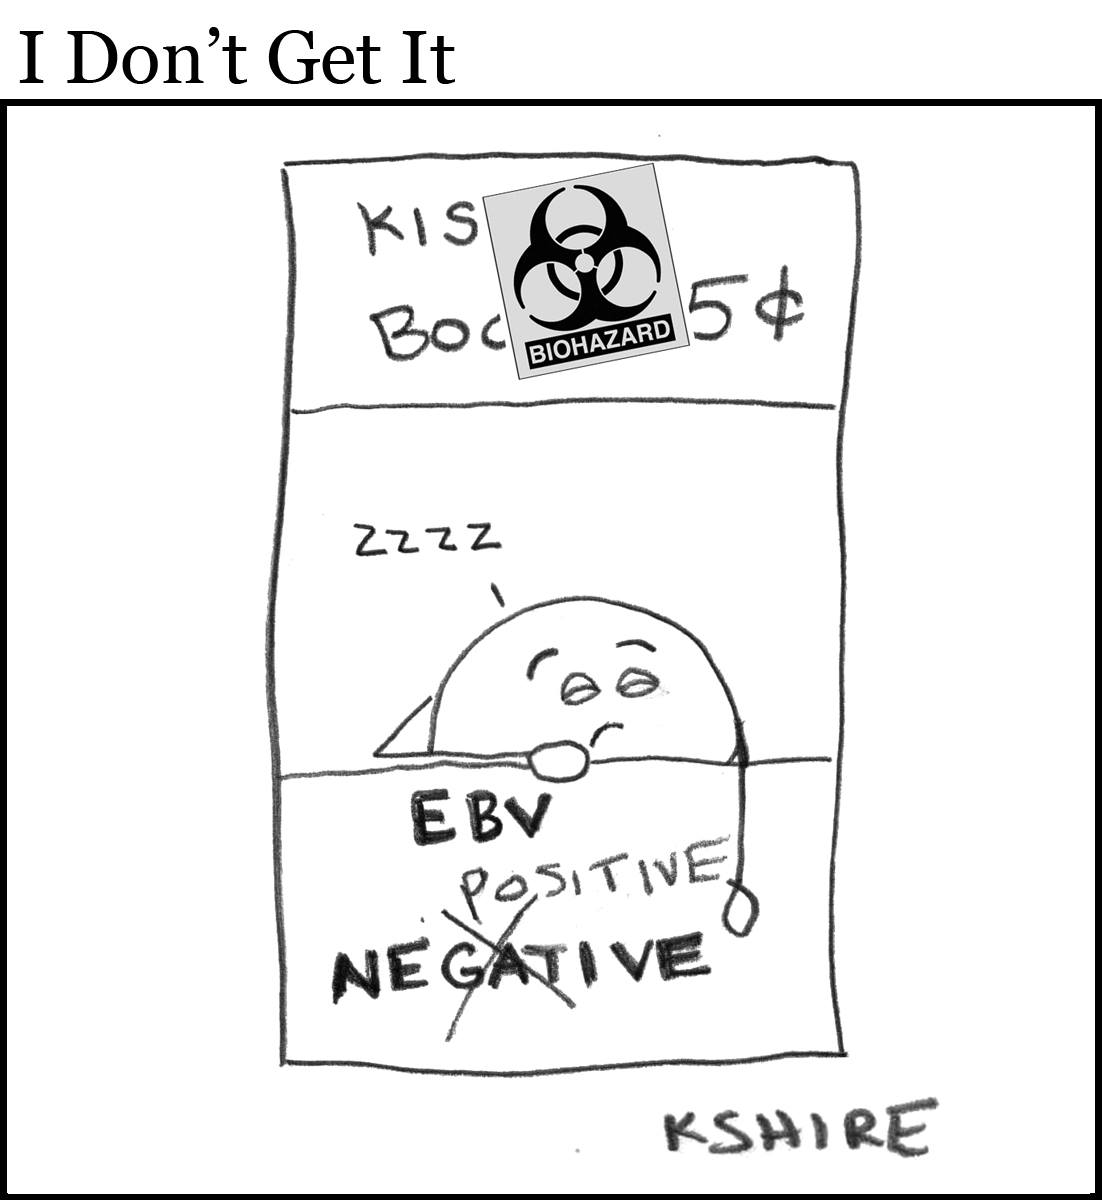 I Don't Get It
KIS
Boo 5¢
BIOHAZARD
zzzz
EBV
POSITIVE
NEGATIVE
KSHIRE